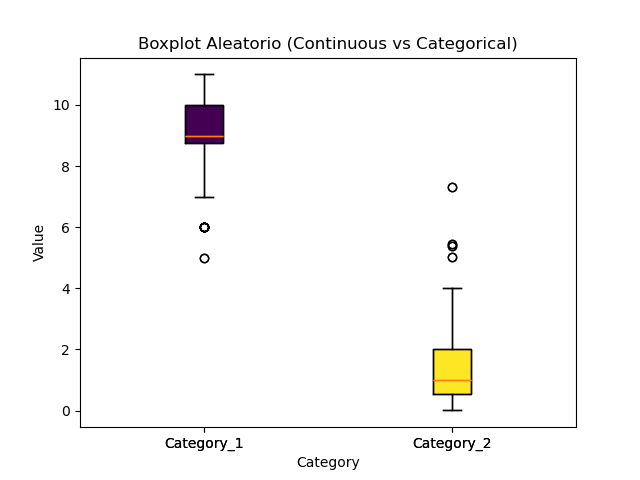 Boxplot Aleatorio (Continuous vs Categorical)
10
8
6
4
2
0
Value
Category_1
Category_2
Category